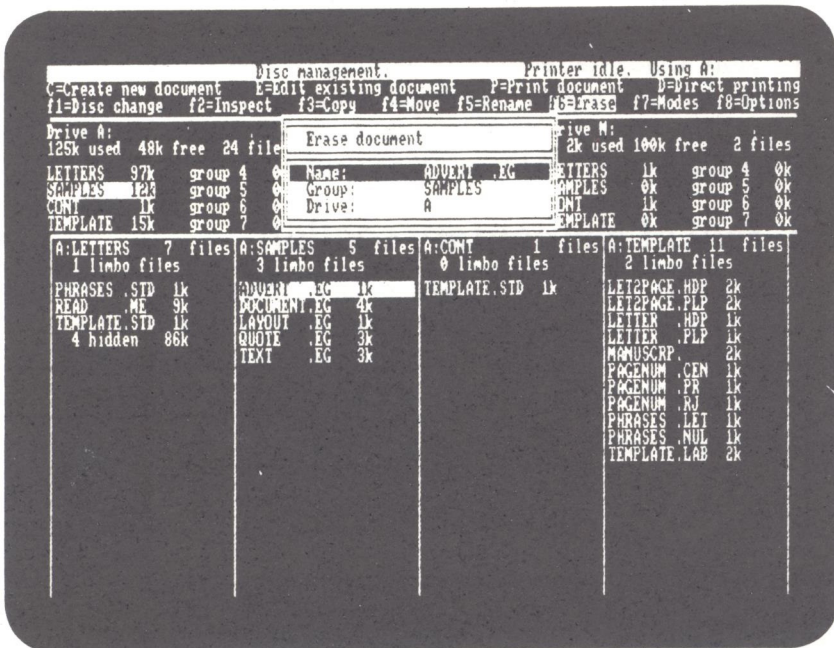 Disc management. Printer idle. Using A:
C=Create new document E=Edit existing document P=Print document D=Direct printing
f1=Disc change f2=Inspect f3=Copy f4=Move f5=Rename f6=Erase f7=Modes f8=Options
Drive A: Erase document rive M:
125k used 48k free 24 file 2k used 100k free 2 files
LETTERS 97k group 4 0k Name: ADVERT .EG ETTERS 1k group 4 0k
SAMPLES 12k group 5 0k Group: SAMPLES AMPLES 0k group 5 0k
CONT 1k group 6 0k Drive: A ONT 1k group 6 0k
TEMPLATE 15k group 7 0k EMPLATE 0k group 7 0k
A:LETTERS 7 files A:SAMPLES 5 files A:CONT 1 files A:TEMPLATE 11 files
1 limbo files 3 limbo files 0 limbo files 2 limbo files
PHRASES .STD 1k ADVERT .EG 1k TEMPLATE.STD 1k LET2PAGE.HDP 2k
READ .ME 9k DOCUMENT.EG 4k LET2PAGE.PLP 2k
TEMPLATE.STD 1k LAYOUT .EG 1k LETTER .HDP 1k
4 hidden 86k QUOTE .EG 3k LETTER .PLP 1k
TEXT .EG 3k MANUSCRP. 2k
PAGENUM .CEN 1k
PAGENUM .PR 1k
PAGENUM .RJ 1k
PHRASES .LET 1k
PHRASES .NUL 1k
TEMPLATE.LAB 2k